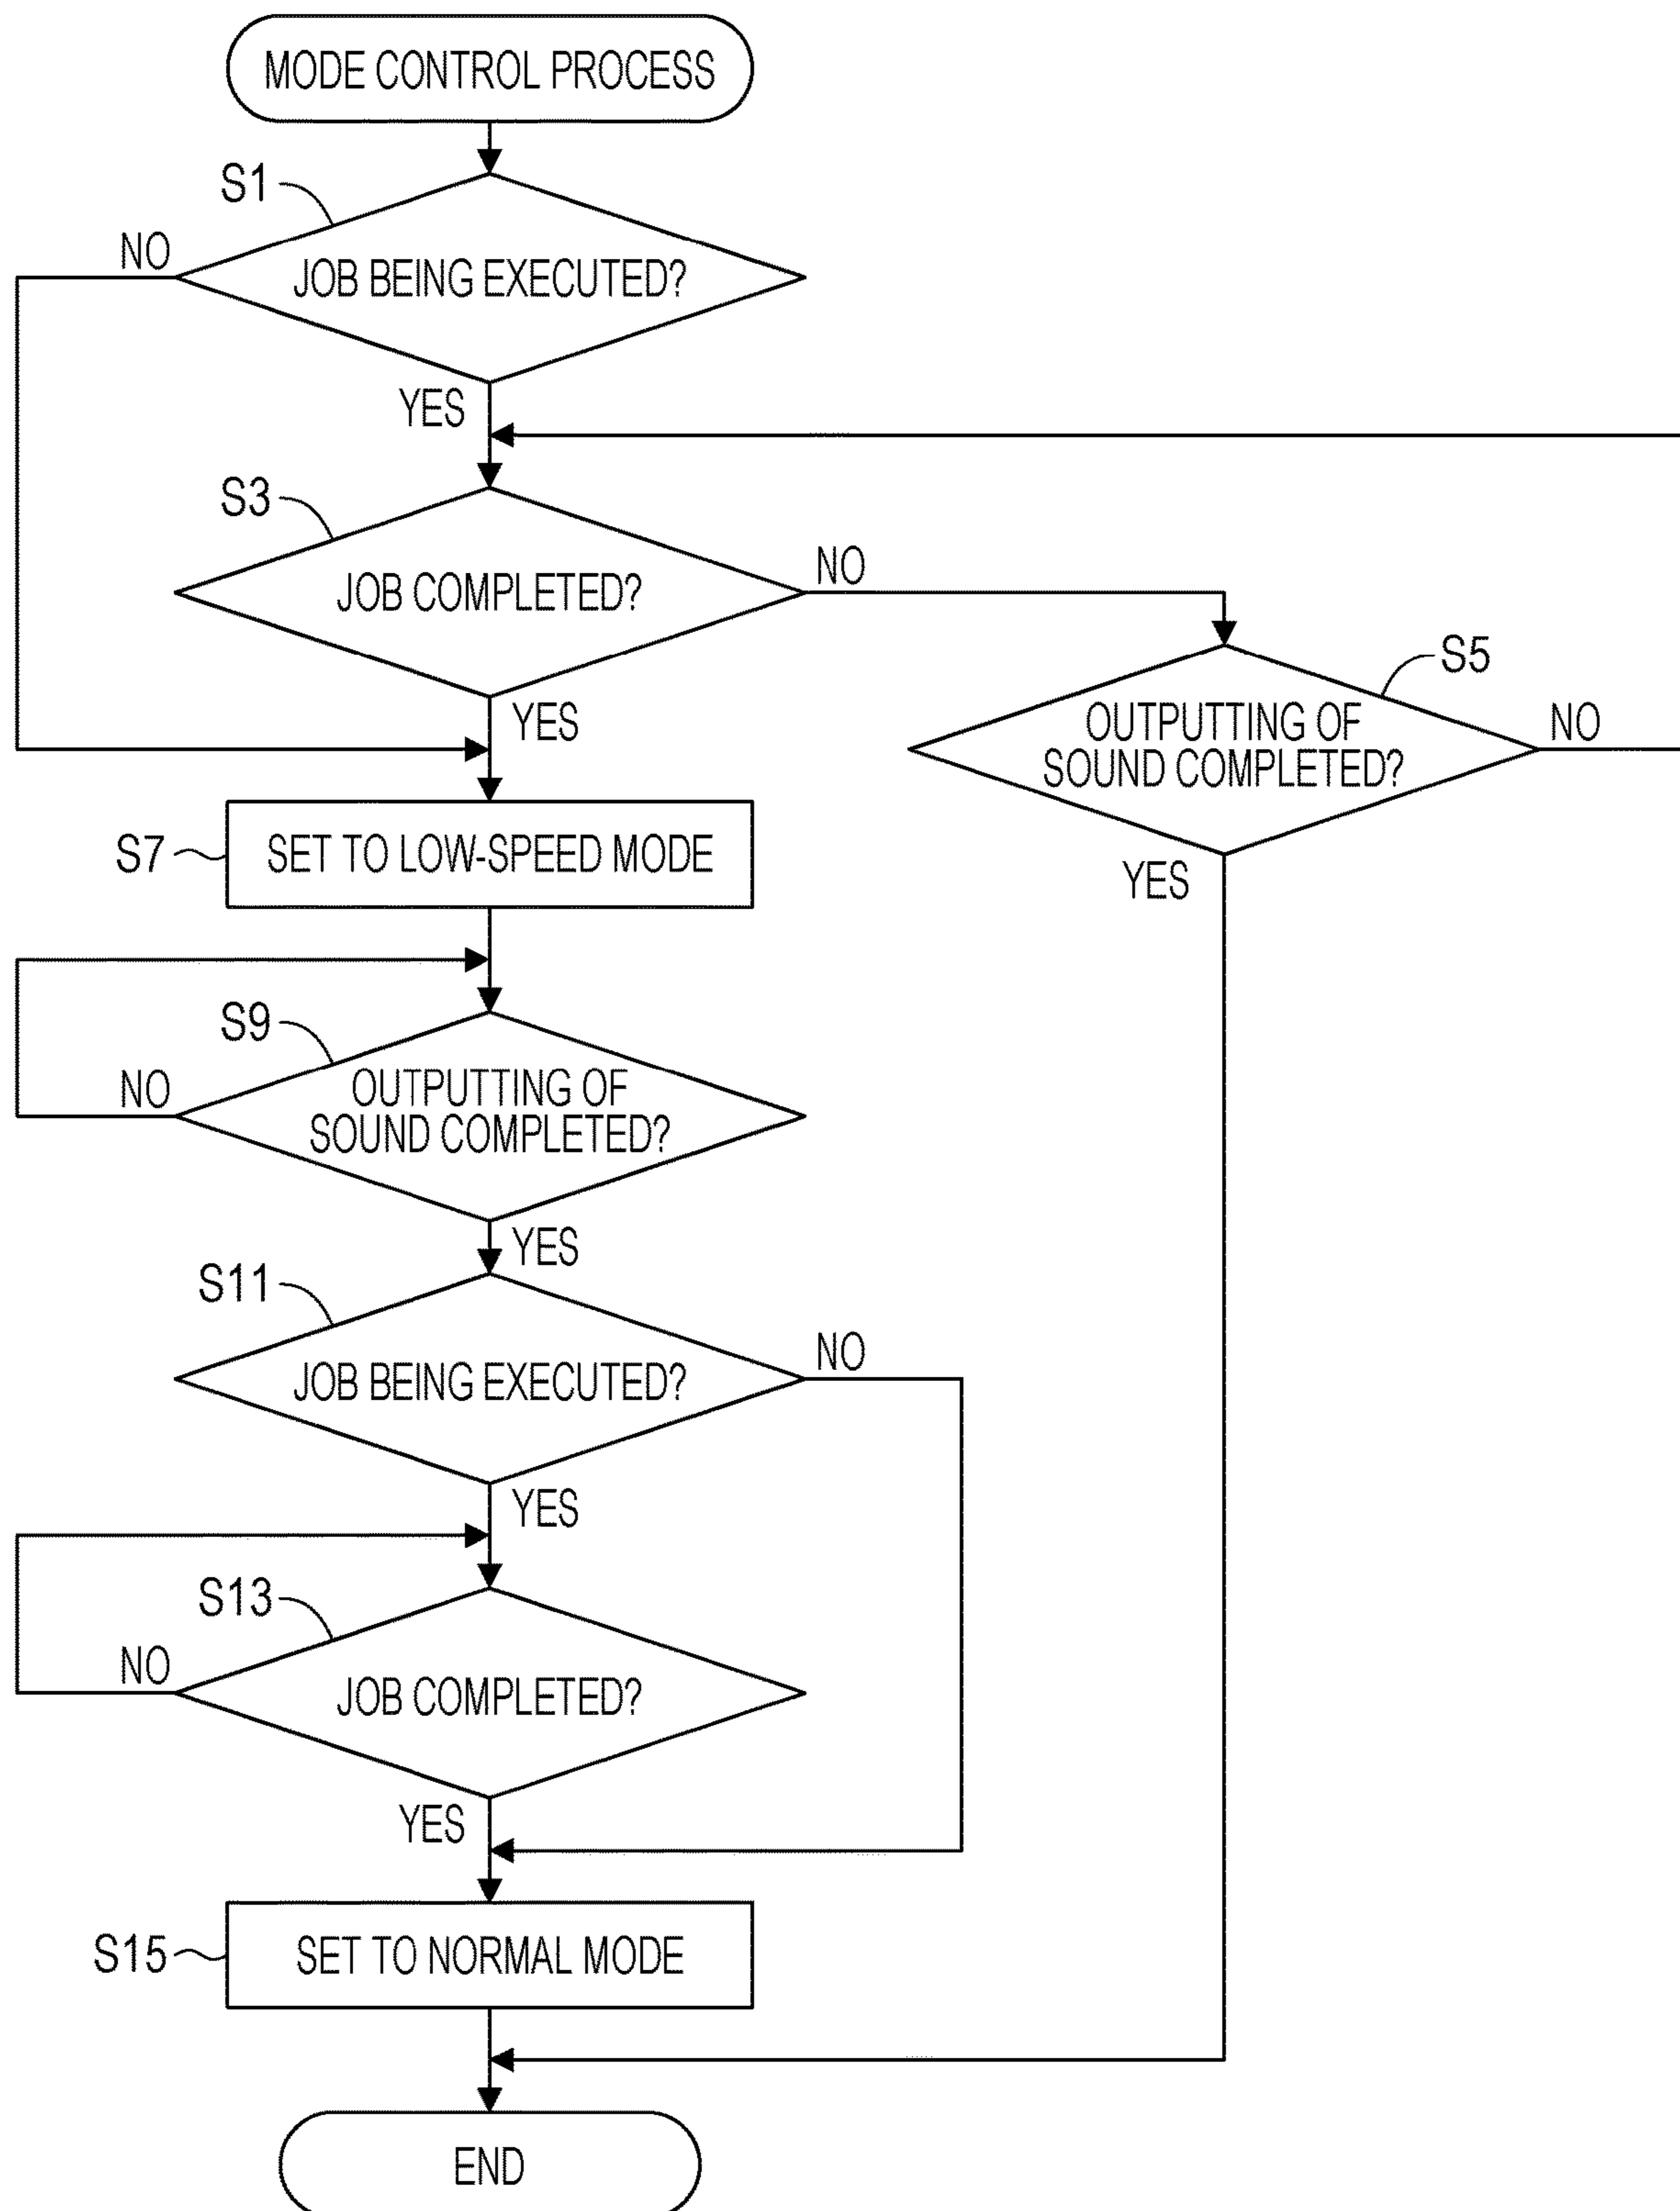 MODE CONTROL PROCESS
S1
NO
JOB BEING EXECUTED?
YES
S3
NO
JOB COMPLETED?
S5
YES
OUTPUTTING OF
SOUND COMPLETED?
NO
S7
SET TO LOW-SPEED MODE
YES
S9
NO
OUTPUTTING OF
SOUND COMPLETED?
YES
S11
NO
JOB BEING EXECUTED?
YES
S13
NO
JOB COMPLETED?
YES
S15
SET TO NORMAL MODE
END